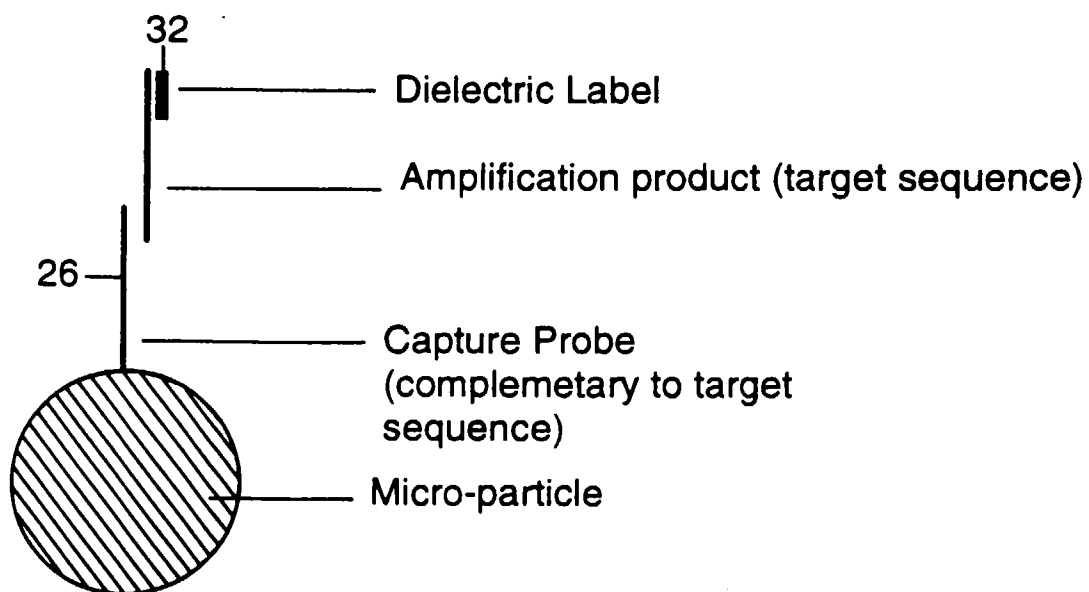 32
Dielectric Label
Amplification product (target sequence)
26
Capture Probe
(complemetary to target
sequence)
Micro-particle